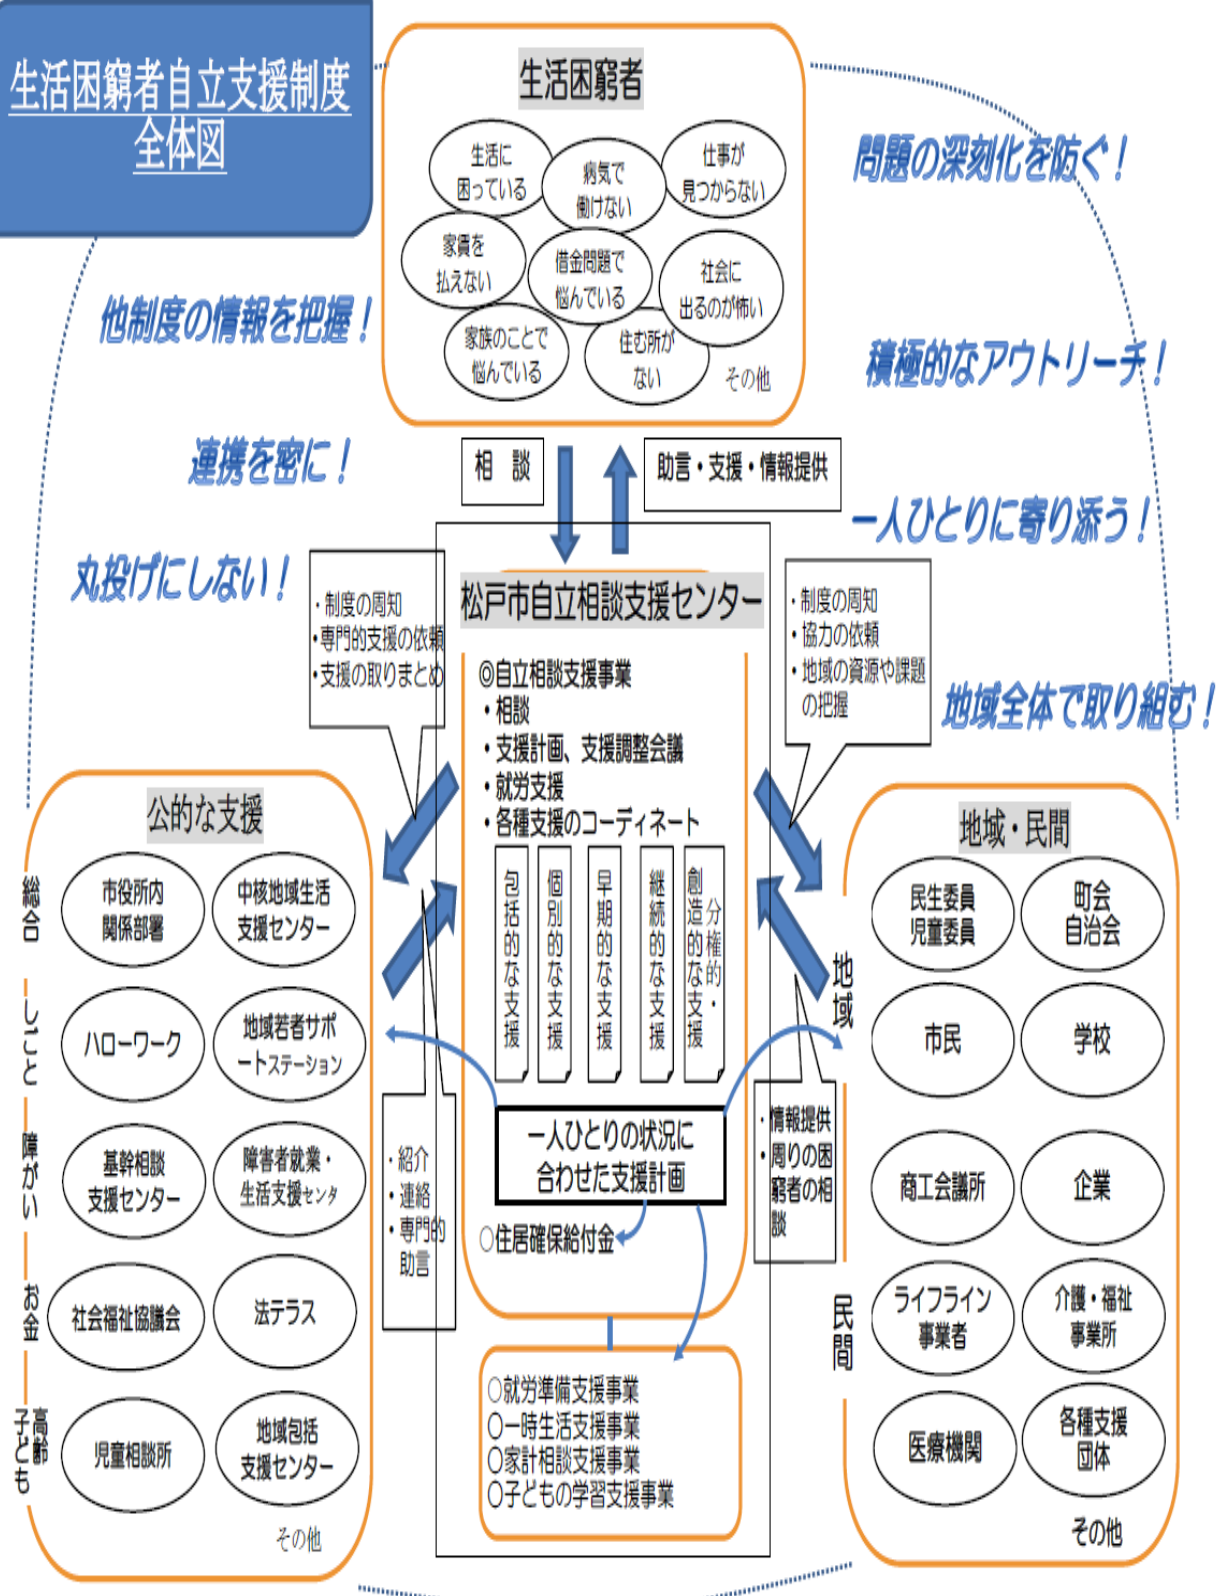 生活困窮者自立支援制度
全体図
生活困窮者
生活に
困っている
病気で
働けない
仕事が
見つからない
家賃を
払えない
借金問題で
悩んでいる
社会に
出るのが怖い
家族のことで
悩んでいる
住む所が
ない
その他
問題の深刻化を防ぐ！
他制度の情報を把握！
積極的なアウトリーチ！
連携を密に！
一人ひとりに寄り添う！
丸投げにしない！
地域全体で取り組む！
相　談
助言・支援・情報提供
・制度の周知
・専門的支援の依頼
・支援の取りまとめ
松戸市自立相談支援センター
・制度の周知
・協力の依頼
・地域の資源や課題
の把握
◎自立相談支援事業
・相談
・支援計画、支援調整会議
・就労支援
・各種支援のコーディネート
包括的な支援
個別的な支援
早期的な支援
継続的な支援
分権的・
創造的な支援
一人ひとりの状況に
合わせた支援計画
○住居確保給付金
○就労準備支援事業
○一時生活支援事業
○家計相談支援事業
○子どもの学習支援事業
・紹介
・連絡
・専門的
助言
・情報提供
・周りの困
窮者の相
談
公的な支援
総合
市役所内
関係部署
中核地域生活
支援センター
しごと
ハローワーク
地域若者サポ
ートステーション
障がい
基幹相談
支援センター
障害者就業・
生活支援センタ
お金
社会福祉協議会
法テラス
高齢
子ども
児童相談所
地域包括
支援センター
その他
地域・民間
地域
民生委員
児童委員
町会
自治会
市民
学校
民間
商工会議所
企業
ライフライン
事業者
介護・福祉
事業所
医療機関
各種支援
団体
その他